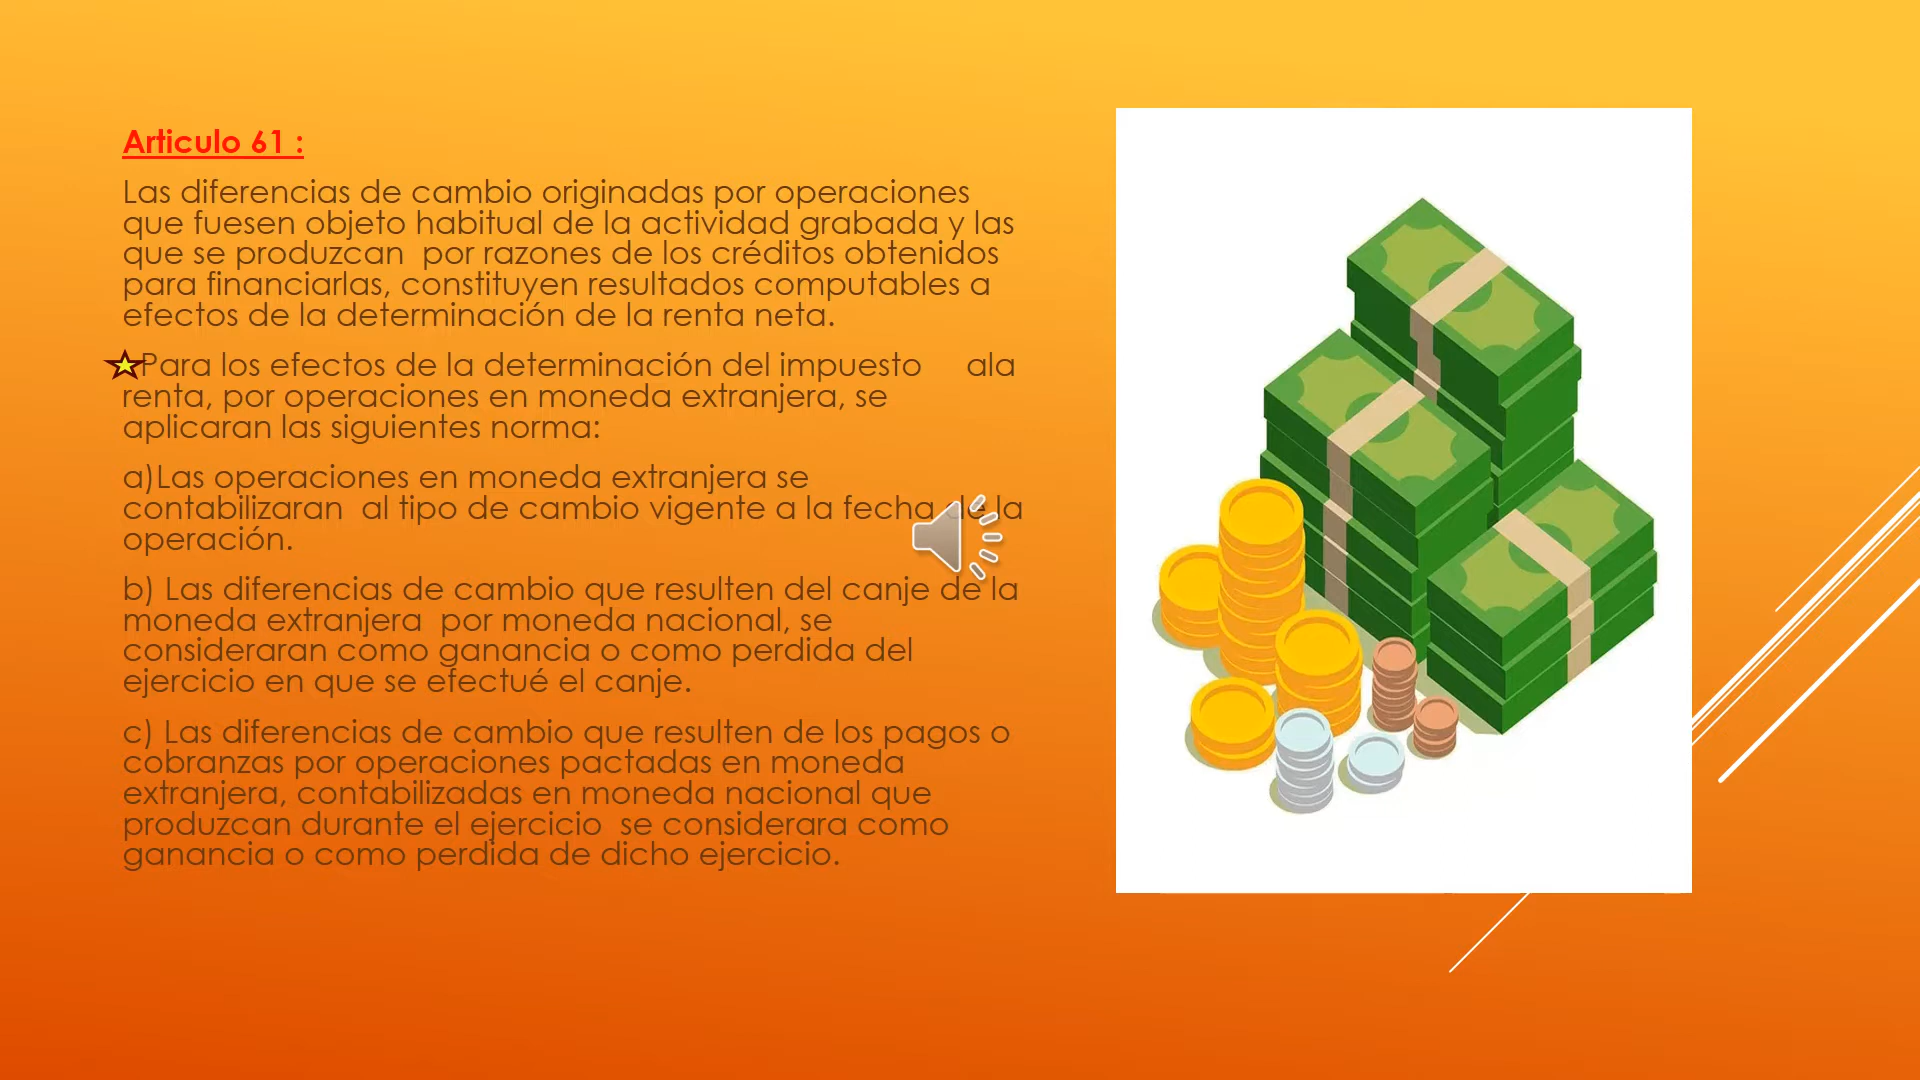 Articulo 61 :
Las diferencias de cambio originadas por operaciones
que fuesen objeto habitual de la actividad grabada y las
que se produzcan  por razones de los créditos obtenidos
para financiarlas, constituyen resultados computables a
efectos de la determinación de la renta neta.
Para los efectos de la determinación del impuesto     ala
renta, por operaciones en moneda extranjera, se
aplicaran las siguientes norma:
a)Las operaciones en moneda extranjera se
contabilizaran  al tipo de cambio vigente a la fecha de la
operación.
b) Las diferencias de cambio que resulten del canje de la
moneda extranjera  por moneda nacional, se
consideraran como ganancia o como perdida del
ejercicio en que se efectué el canje.
c) Las diferencias de cambio que resulten de los pagos o
cobranzas por operaciones pactadas en moneda
extranjera, contabilizadas en moneda nacional que
produzcan durante el ejercicio  se considerara como
ganancia o como perdida de dicho ejercicio.